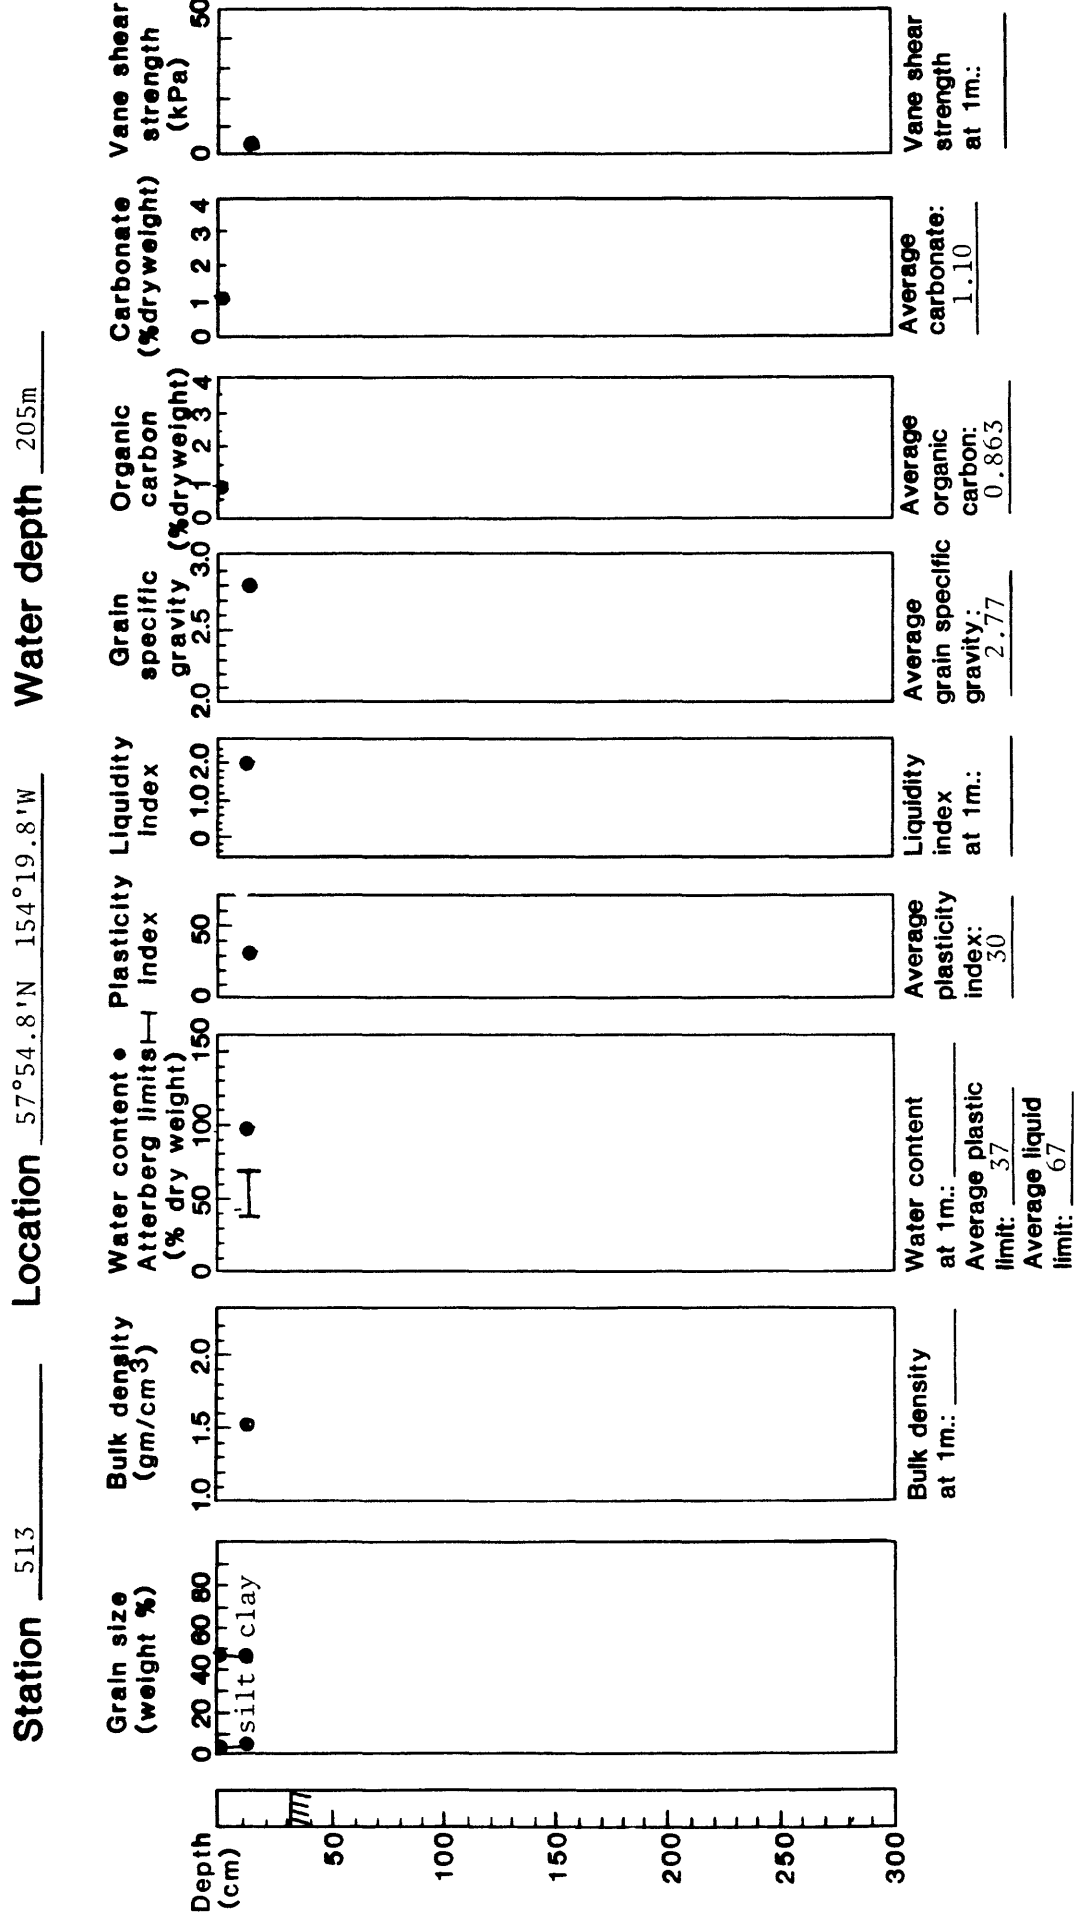 Station 513 Location 57°54.8'N 154°19.8'W Water depth 205m
Depth
(cm)
50
100
150
200
250
300
Grain size
(weight %)
0 20 40 60 80
silt clay
Bulk density
(gm/cm³)
1.0 1.5 2.0
Bulk density
at 1m.:
Water content •
Atterberg limits ⊢⊣
(% dry weight)
0 50 100 150
Water content
at 1m.:
Average plastic
limit: 37
Average liquid
limit: 67
Plasticity
index
0 50
Average
plasticity
index:
30
Liquidity
index
0 1.0 2.0
Liquidity
index
at 1m.:
Grain
specific
gravity
2.0 2.5 3.0
Average
grain specific
gravity:
2.77
Organic
carbon
(%dryweight)
0 1 2 3 4
Average
organic
carbon:
0.863
Carbonate
(%dryweight)
0 1 2 3 4
Average
carbonate:
1.10
Vane shear
strength
(kPa)
0 50
Vane shear
strength
at 1m.: